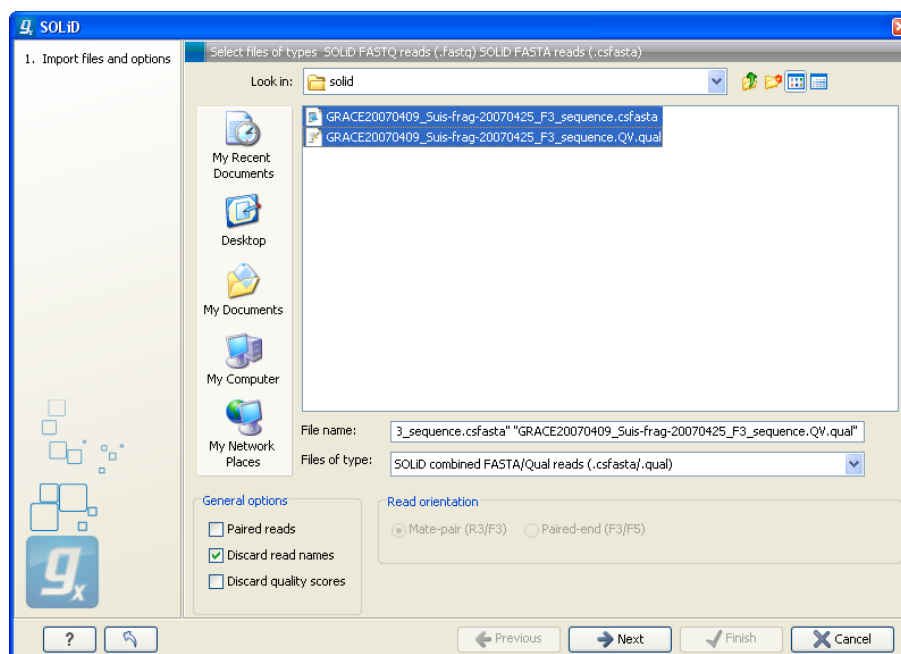 SOLiD
1. Import files and options
Select files of types SOLiD FASTQ reads (.fastq) SOLiD FASTA reads (.csfasta)
Look in:
solid
My Recent
Documents
Desktop
My Documents
My Computer
My Network
Places
GRACE20070409_Suis-frag-20070425_F3_sequence.csfasta
GRACE20070409_Suis-frag-20070425_F3_sequence.QV.qual
File name:
3_sequence.csfasta" "GRACE20070409_Suis-frag-20070425_F3_sequence.QV.qual"
Files of type:
SOLiD combined FASTA/Qual reads (.csfasta/.qual)
General options
Paired reads
Discard read names
Discard quality scores
Read orientation
Mate-pair (R3/F3)
Paired-end (F3/F5)
gx
?
Previous
Next
Finish
Cancel